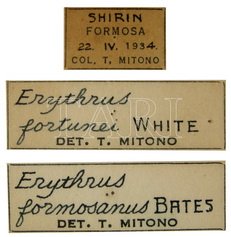 SHIRIN
FORMOSA
22. IV. 1934.
COL. T. MITONO
Erythrus
fortunei WHITE
DET. T. MITONO
Erythrus
formosanus BATES
DET. T. MITONO